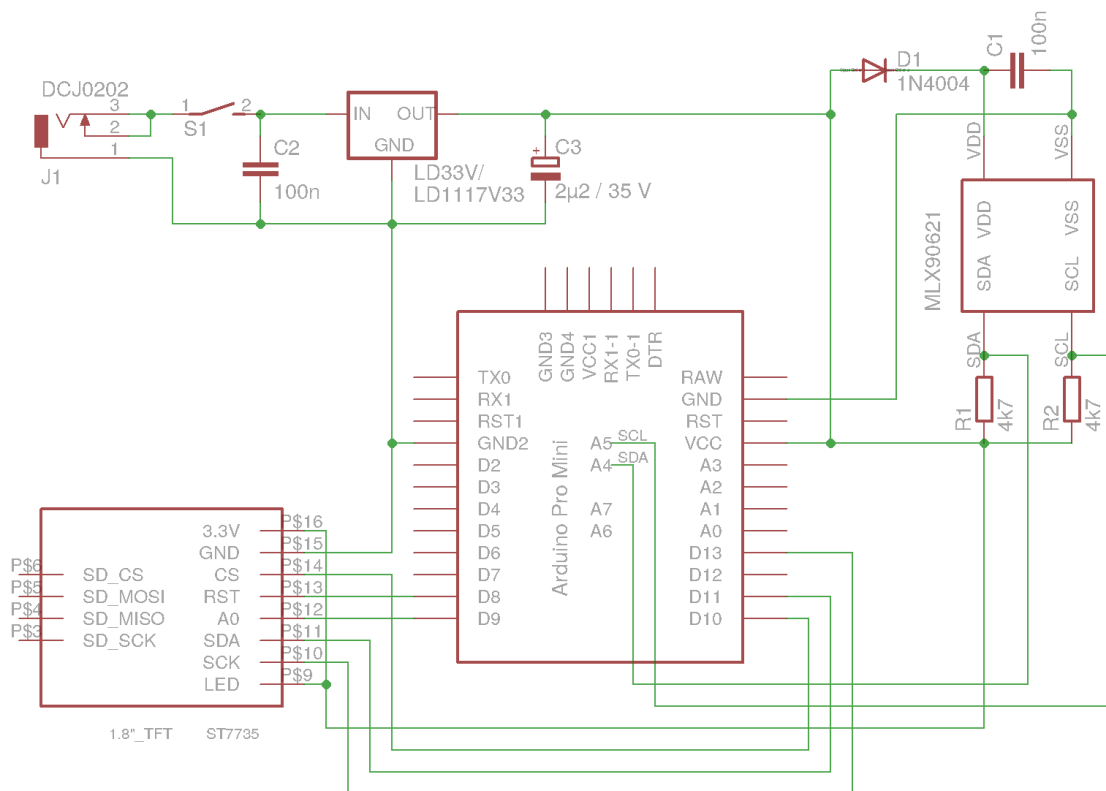 DCJ0202
3
2
1
J1
1
2
S1
C2
100n
IN
OUT
GND
LD33V/
LD1117V33
+
C3
2µ2 / 35 V
D1
1N4004
C1
100n
VDD
VSS
VDD
VSS
SDA
SCL
MLX90621
SDA
SCL
R1
4k7
R2
4k7
GND3
GND4
VCC1
RX1-1
TX0-1
DTR
TX0
RX1
RST1
GND2
D2
D3
D4
D5
D6
D7
D8
D9
Arduino Pro Mini
A5
SCL
A4
SDA
A7
A6
RAW
GND
RST
VCC
A3
A2
A1
A0
D13
D12
D11
D10
P$6
P$5
P$4
P$3
SD_CS
SD_MOSI
SD_MISO
SD_SCK
3.3V
GND
CS
RST
A0
SDA
SCK
LED
P$16
P$15
P$14
P$13
P$12
P$11
P$10
P$9
1.8"_TFT ST7735